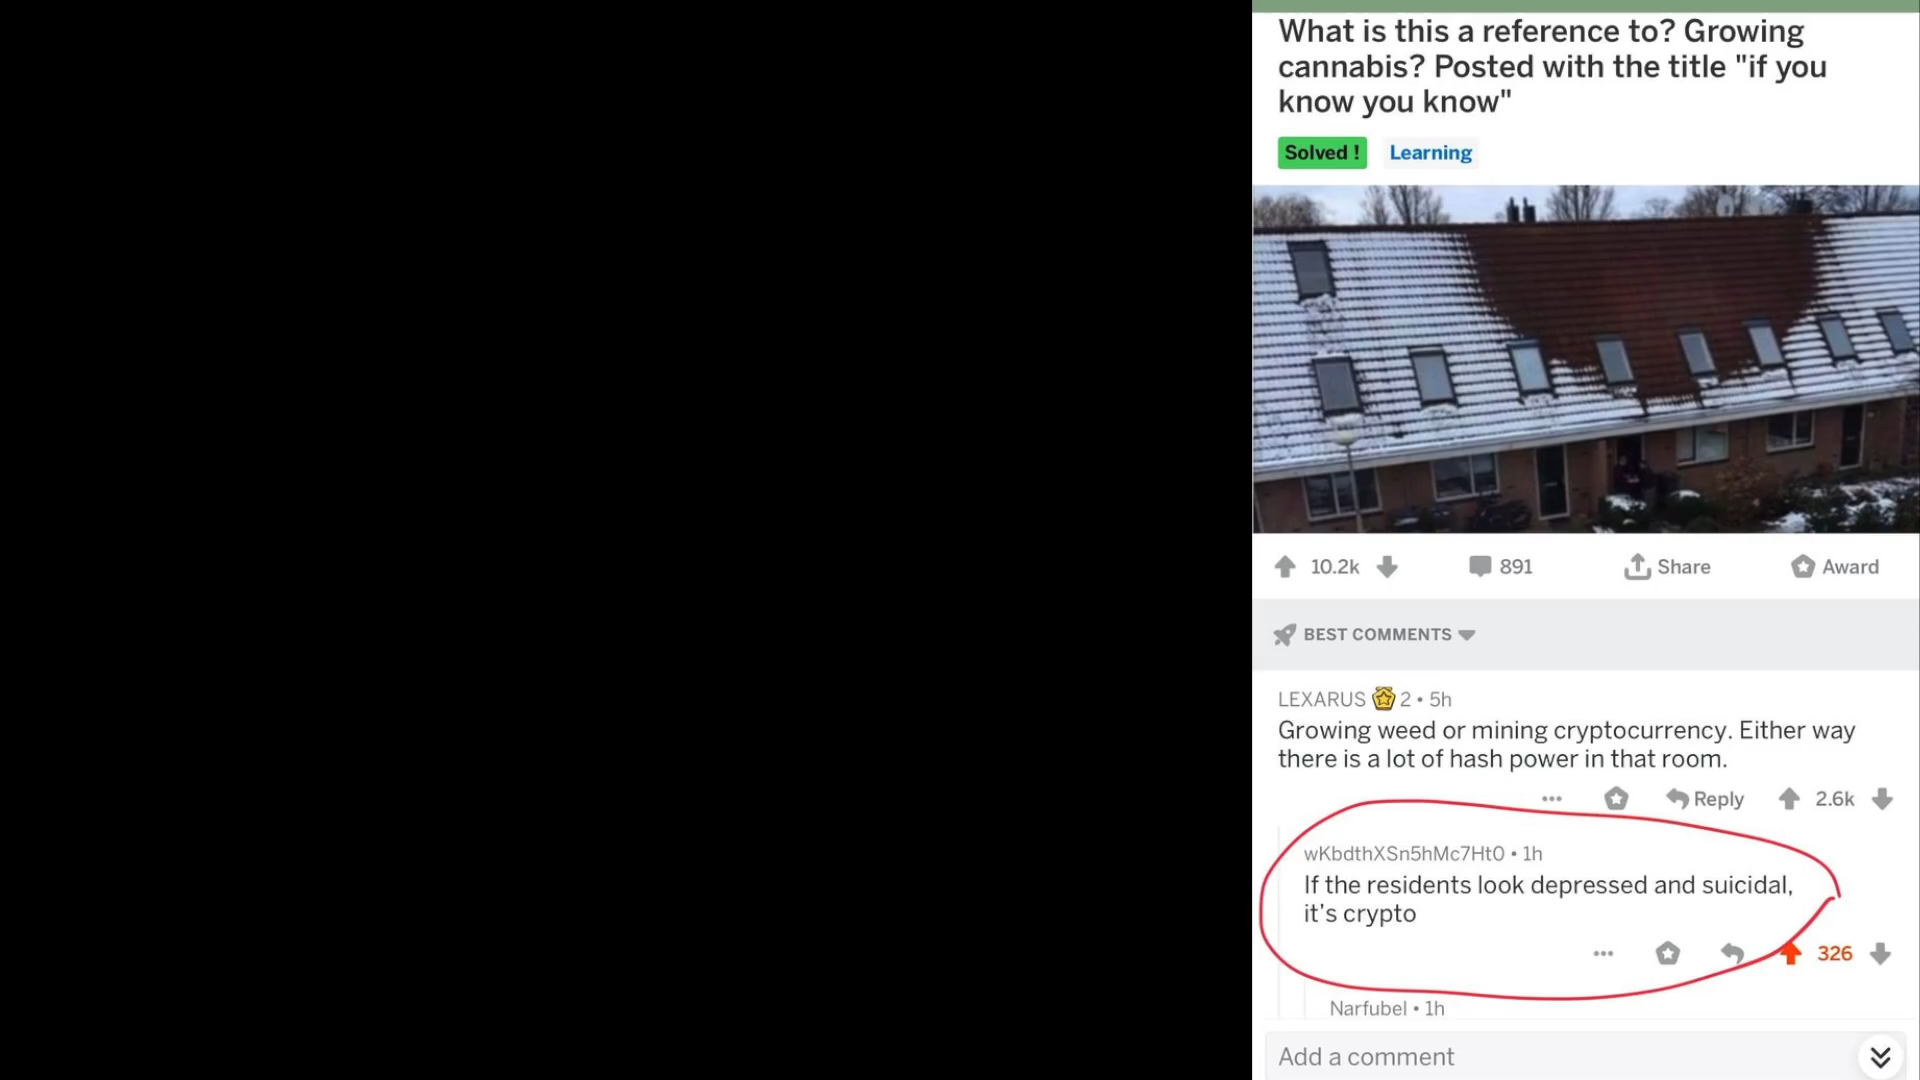 What is this a reference to? Growing
cannabis? Posted with the title "if you
know you know"
Solved ! Learning
10.2k 891 Share Award
BEST COMMENTS
LEXARUS 2 • 5h
Growing weed or mining cryptocurrency. Either way
there is a lot of hash power in that room.
... Reply 2.6k
wKbdthXSn5hMc7Ht0 • 1h
If the residents look depressed and suicidal,
it's crypto
... 326
Narfubel • 1h
Add a comment